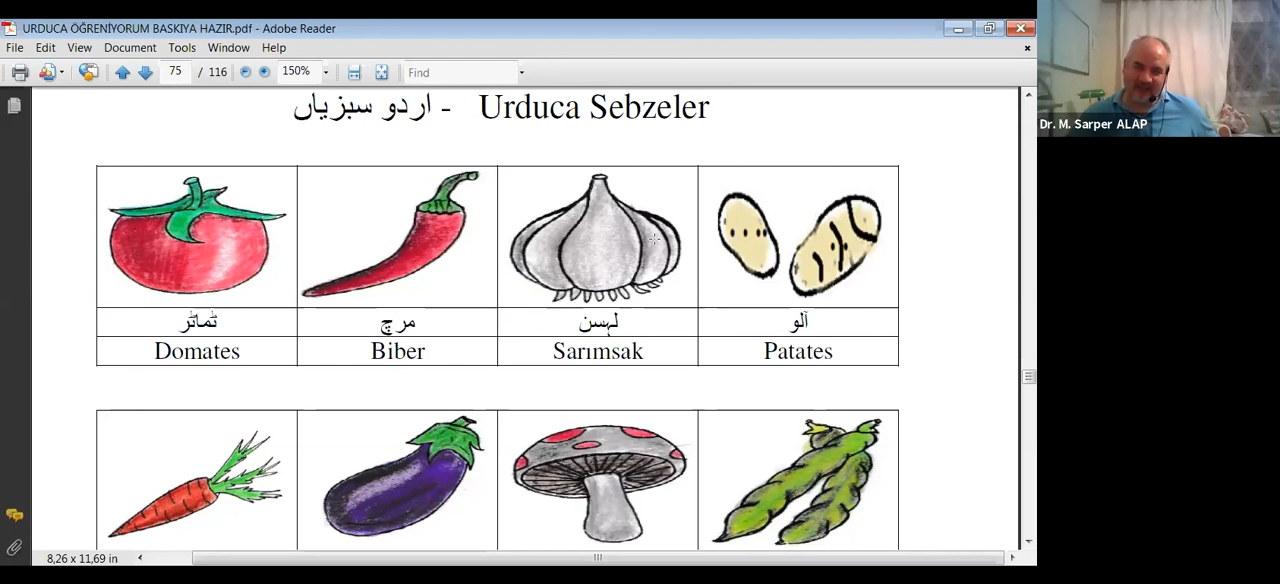 URDUCA ÖĞRENİYORUM BASKIYA HAZIR.pdf - Adobe Reader
File Edit View Document Tools Window Help
75 / 116 150% Find
اردو سبزیاں - Urduca Sebzeler
ٹماٹر مرچ لہسن آلو
Domates Biber Sarımsak Patates
8,26 x 11,69 in
Dr. M. Sarper ALAP